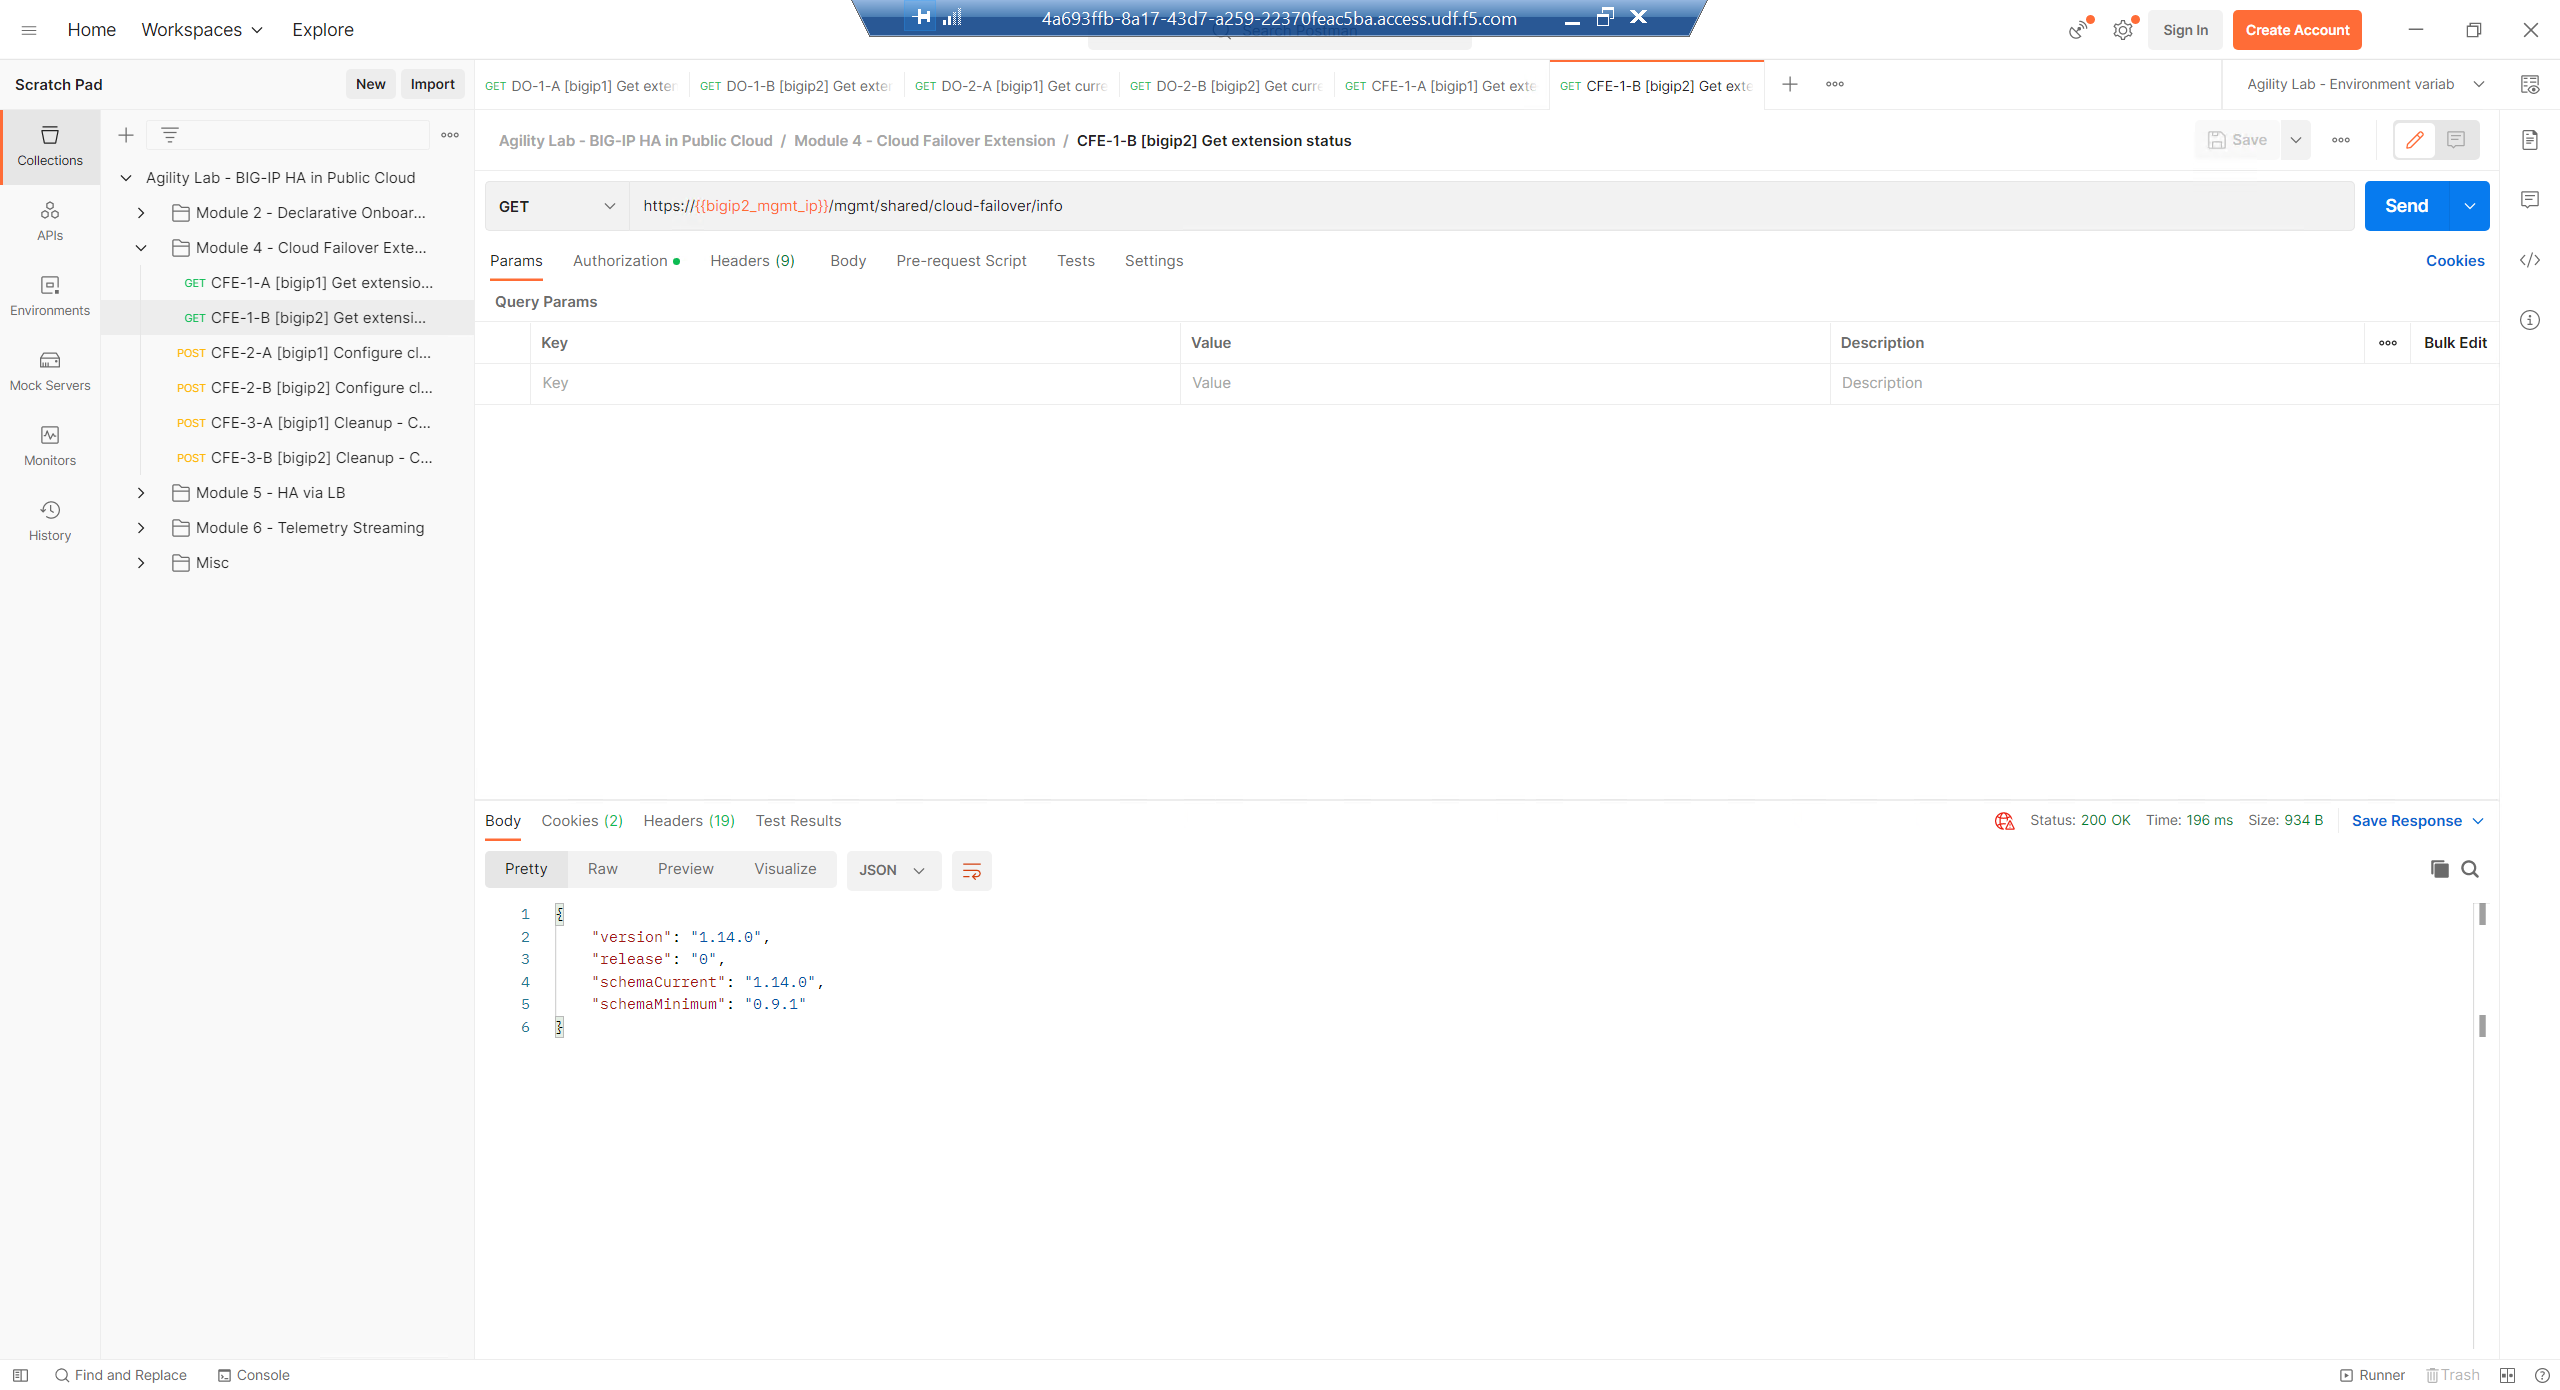 4a693ffb-8a17-43d7-a259-22370feac5ba.access.udf.f5.com
Home Workspaces Explore Search Postman Sign In Create Account
Scratch Pad New Import
GET DO-1-A [bigip1] Get exten GET DO-1-B [bigip2] Get exte GET DO-2-A [bigip1] Get curre GET DO-2-B [bigip2] Get curr GET CFE-1-A [bigip1] Get exte GET CFE-1-B [bigip2] Get exte Agility Lab - Environment variab
Collections
APIs
Environments
Mock Servers
Monitors
History
Agility Lab - BIG-IP HA in Public Cloud
Module 2 - Declarative Onboar...
Module 4 - Cloud Failover Exte...
GET CFE-1-A [bigip1] Get extensio...
GET CFE-1-B [bigip2] Get extensi...
POST CFE-2-A [bigip1] Configure cl...
POST CFE-2-B [bigip2] Configure cl...
POST CFE-3-A [bigip1] Cleanup - C...
POST CFE-3-B [bigip2] Cleanup - C...
Module 5 - HA via LB
Module 6 - Telemetry Streaming
Misc
Agility Lab - BIG-IP HA in Public Cloud / Module 4 - Cloud Failover Extension / CFE-1-B [bigip2] Get extension status Save
GET https://{{bigip2_mgmt_ip}}/mgmt/shared/cloud-failover/info Send
Params Authorization Headers (9) Body Pre-request Script Tests Settings Cookies
Query Params
Key Value Description Bulk Edit
Key Value Description
Body Cookies (2) Headers (19) Test Results Status: 200 OK Time: 196 ms Size: 934 B Save Response
Pretty Raw Preview Visualize JSON
1 {
2 "version": "1.14.0",
3 "release": "0",
4 "schemaCurrent": "1.14.0",
5 "schemaMinimum": "0.9.1"
6 }
Find and Replace Console Runner Trash